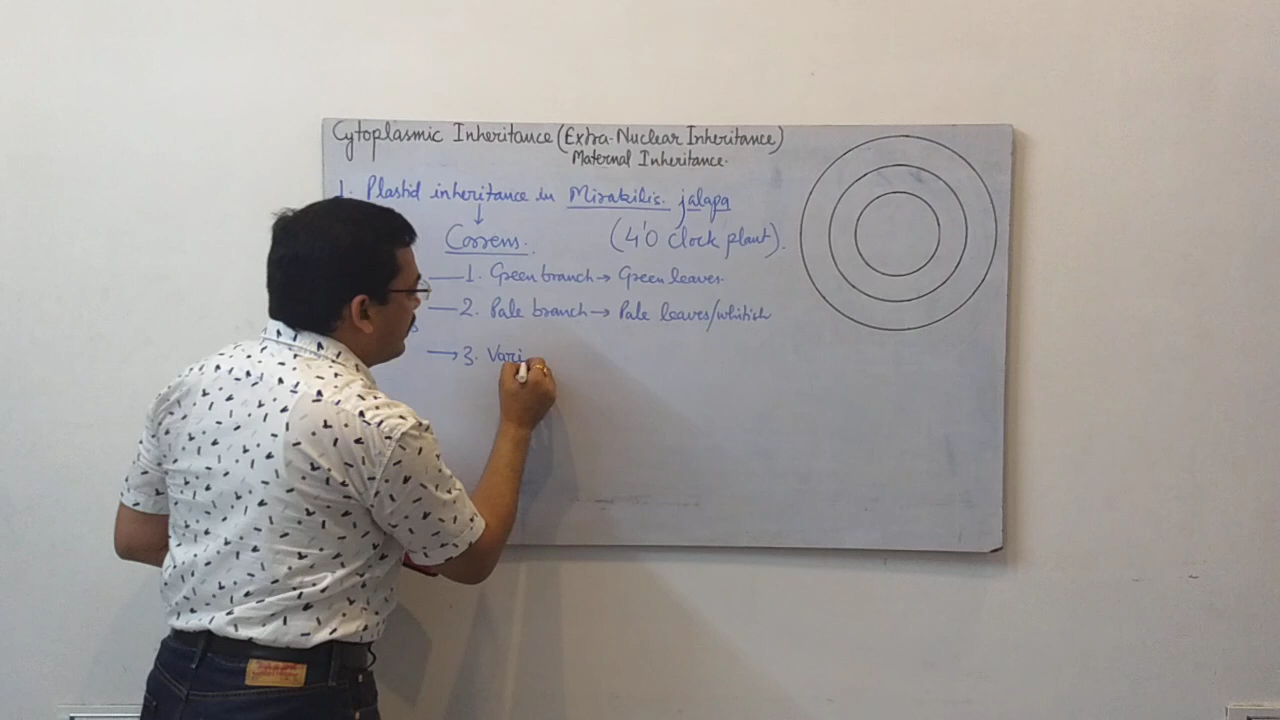 Cytoplasmic Inheritance (Extra-Nuclear Inheritance)
Maternal Inheritance.
1. Plastid inheritance in Mirabilis jalapa
↓
Correns. (4'O Clock plant).
1. Green branch → Green leaves.
2. Pale branch → Pale leaves/whitish
→ 3. Vari